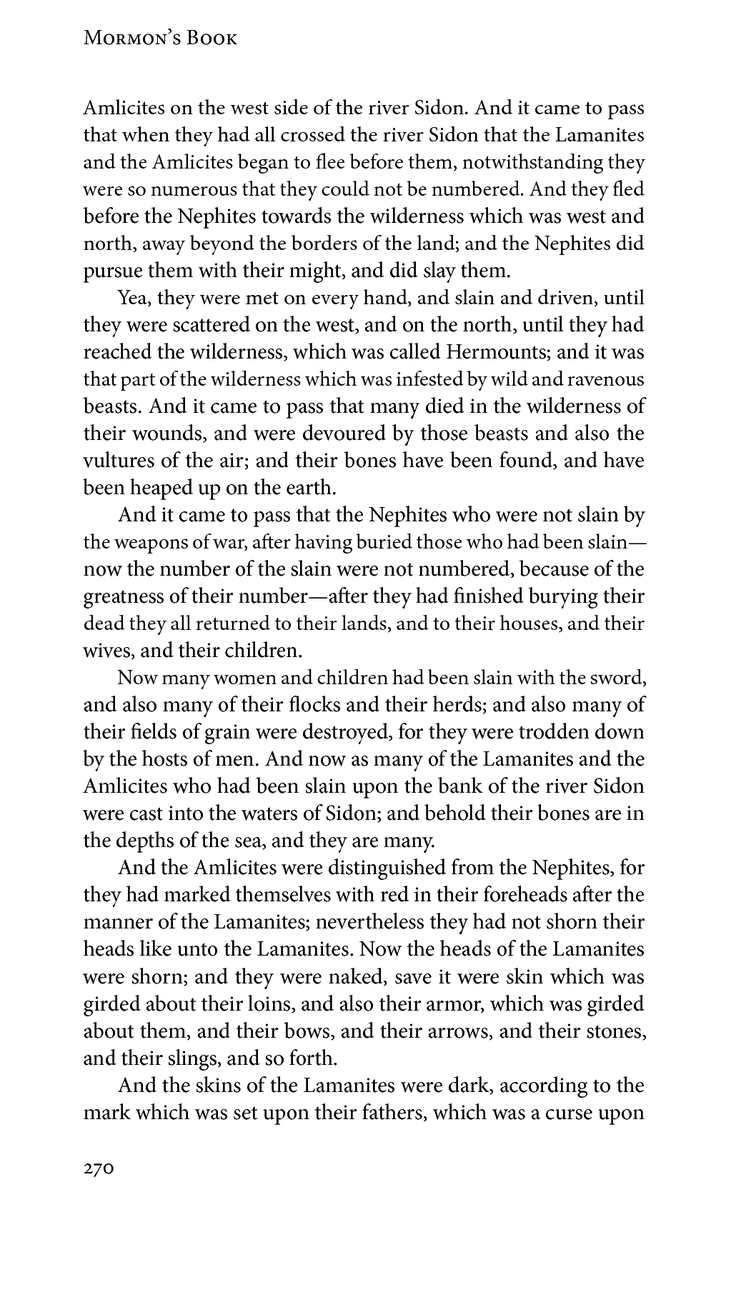 Mormon’s Book
Amlicites on the west side of the river Sidon. And it came to pass
that when they had all crossed the river Sidon that the Lamanites
and the Amlicites began to flee before them, notwithstanding they
were so numerous that they could not be numbered. And they fled
before the Nephites towards the wilderness which was west and
north, away beyond the borders of the land; and the Nephites did
pursue them with their might, and did slay them.
Yea, they were met on every hand, and slain and driven, until
they were scattered on the west, and on the north, until they had
reached the wilderness, which was called Hermounts; and it was
that part of the wilderness which was infested by wild and ravenous
beasts. And it came to pass that many died in the wilderness of
their wounds, and were devoured by those beasts and also the
vultures of the air; and their bones have been found, and have
been heaped up on the earth.
And it came to pass that the Nephites who were not slain by
the weapons of war, after having buried those who had been slain—
now the number of the slain were not numbered, because of the
greatness of their number—after they had finished burying their
dead they all returned to their lands, and to their houses, and their
wives, and their children.
Now many women and children had been slain with the sword,
and also many of their flocks and their herds; and also many of
their fields of grain were destroyed, for they were trodden down
by the hosts of men. And now as many of the Lamanites and the
Amlicites who had been slain upon the bank of the river Sidon
were cast into the waters of Sidon; and behold their bones are in
the depths of the sea, and they are many.
And the Amlicites were distinguished from the Nephites, for
they had marked themselves with red in their foreheads after the
manner of the Lamanites; nevertheless they had not shorn their
heads like unto the Lamanites. Now the heads of the Lamanites
were shorn; and they were naked, save it were skin which was
girded about their loins, and also their armor, which was girded
about them, and their bows, and their arrows, and their stones,
and their slings, and so forth.
And the skins of the Lamanites were dark, according to the
mark which was set upon their fathers, which was a curse upon
270